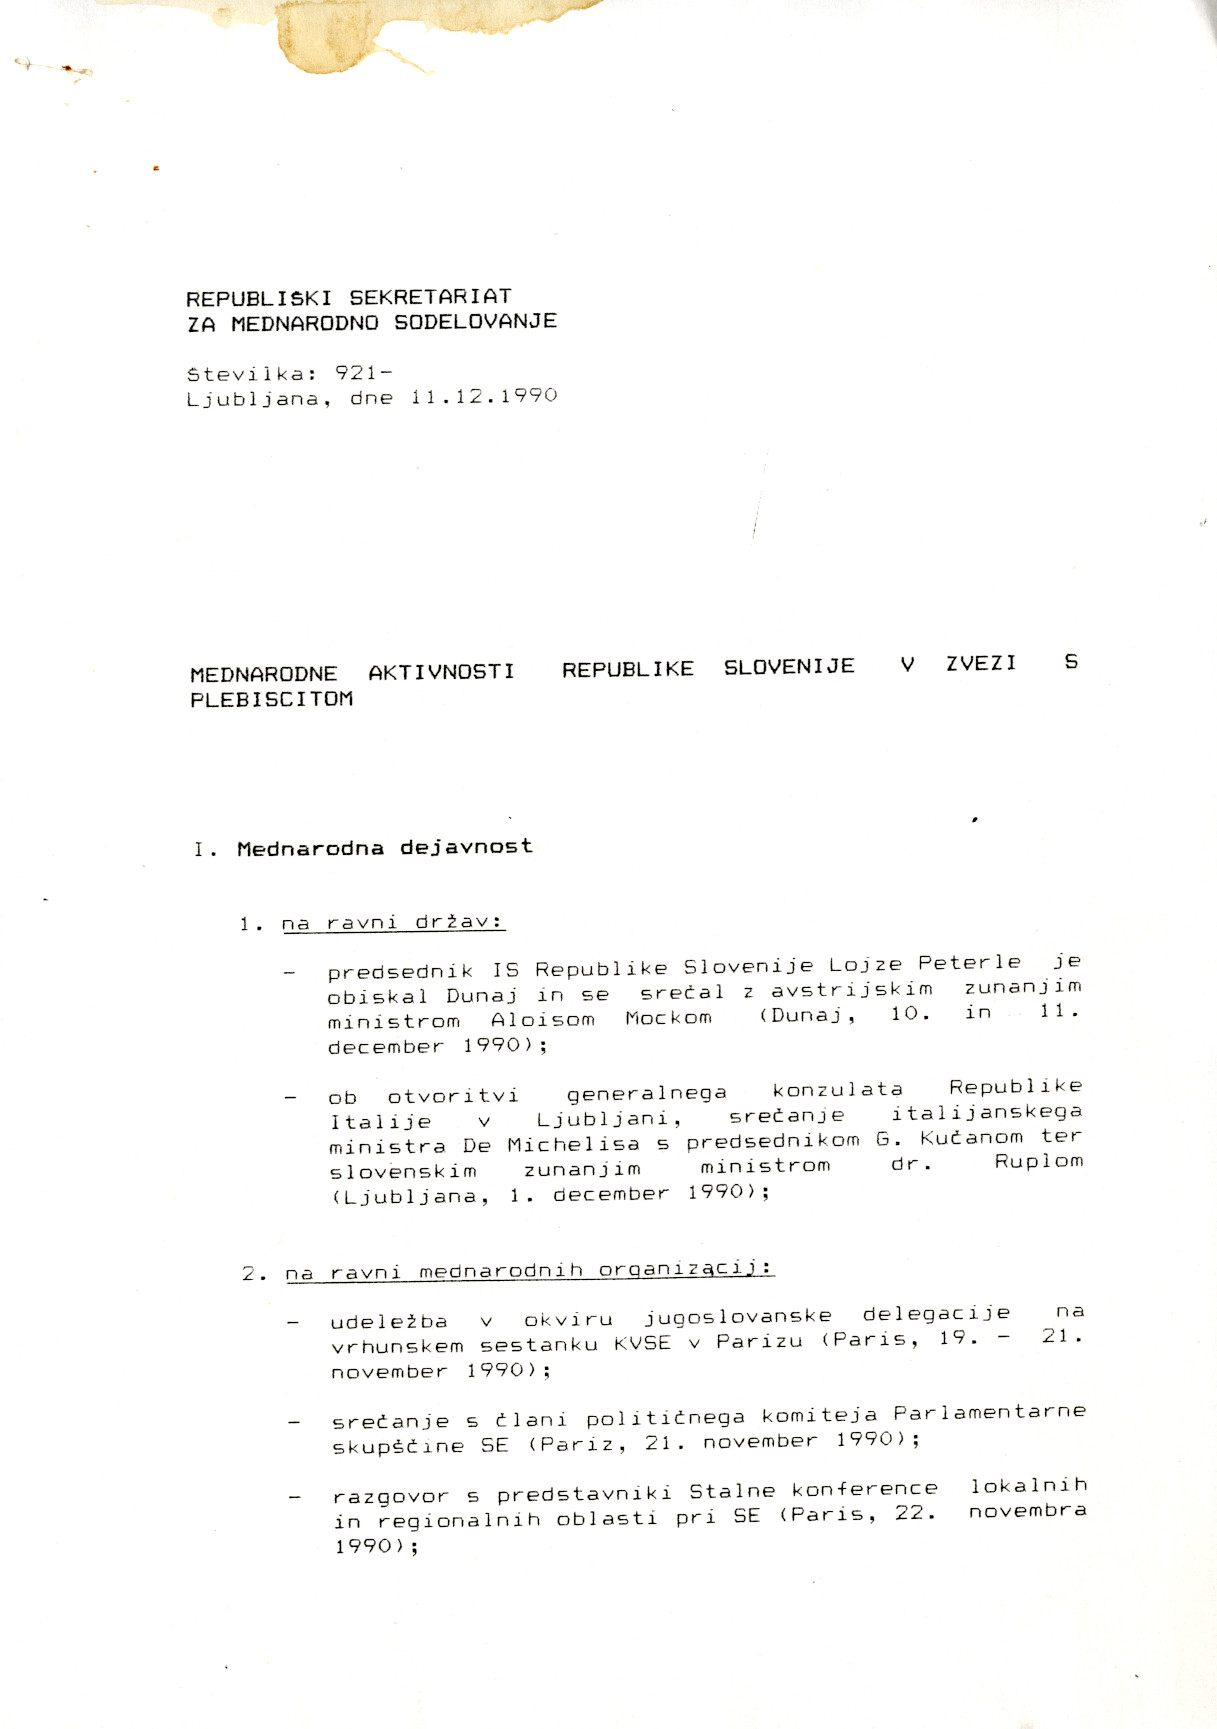 REPUBLIŠKI SEKRETARIAT
ZA MEDNARODNO SODELOVANJE
Številka: 921-
Ljubljana, dne 11.12.1990
MEDNARODNE AKTIVNOSTI REPUBLIKE SLOVENIJE V ZVEZI S
PLEBISCITOM
I. Mednarodna dejavnost
1. na ravni držav:
- predsednik IS Republike Slovenije Lojze Peterle je
obiskal Dunaj in se srečal z avstrijskim zunanjim
ministrom Aloisom Mockom (Dunaj, 10. in 11.
december 1990);
- ob otvoritvi generalnega konzulata Republike
Italije v Ljubljani, srečanje italijanskega
ministra De Michelisa s predsednikom G. Kučanom ter
slovenskim zunanjim ministrom dr. Ruplom
(Ljubljana, 1. december 1990);
2. na ravni mednarodnih organizacij:
- udeležba v okviru jugoslovanske delegacije na
vrhunskem sestanku KVSE v Parizu (Paris, 19. - 21.
november 1990);
- srečanje s člani političnega komiteja Parlamentarne
skupščine SE (Pariz, 21. november 1990);
- razgovor s predstavniki Stalne konference lokalnih
in regionalnih oblasti pri SE (Paris, 22. novembra
1990);